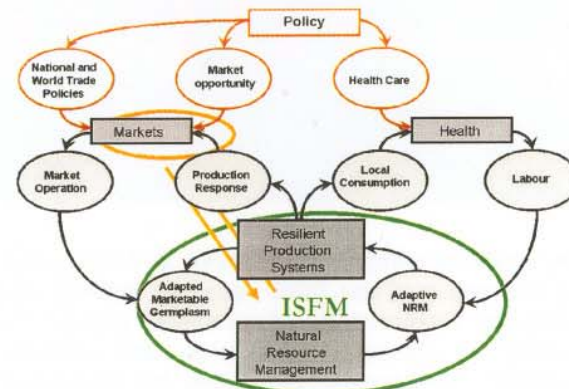 Policy
National and
World Trade
Policies
Market
opportunity
Health Care
Markets
Health
Market
Operation
Production
Response
Local
Consumption
Labour
Resilient
Production
Systems
Adapted
Marketable
Germplasm
ISFM
Adaptive
NRM
Natural
Resource
Management